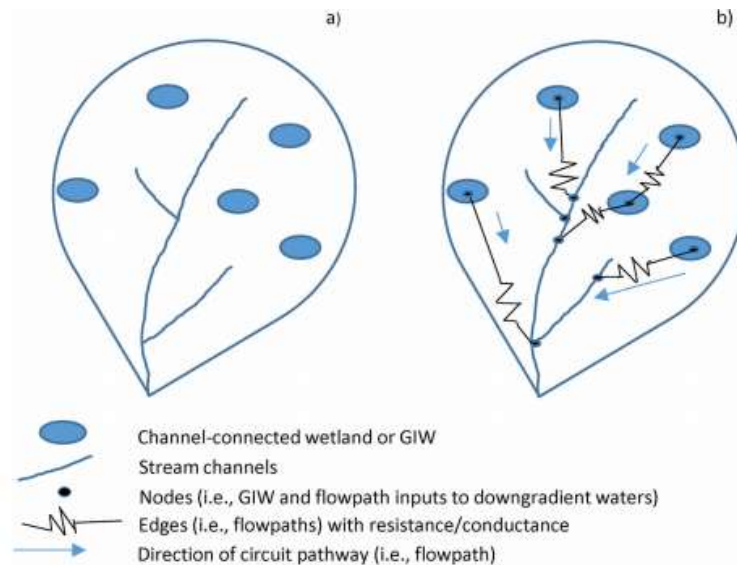 a)
b)
Channel-connected wetland or GIW
Stream channels
Nodes (i.e., GIW and flowpath inputs to downgradient waters)
Edges (i.e., flowpaths) with resistance/conductance
Direction of circuit pathway (i.e., flowpath)